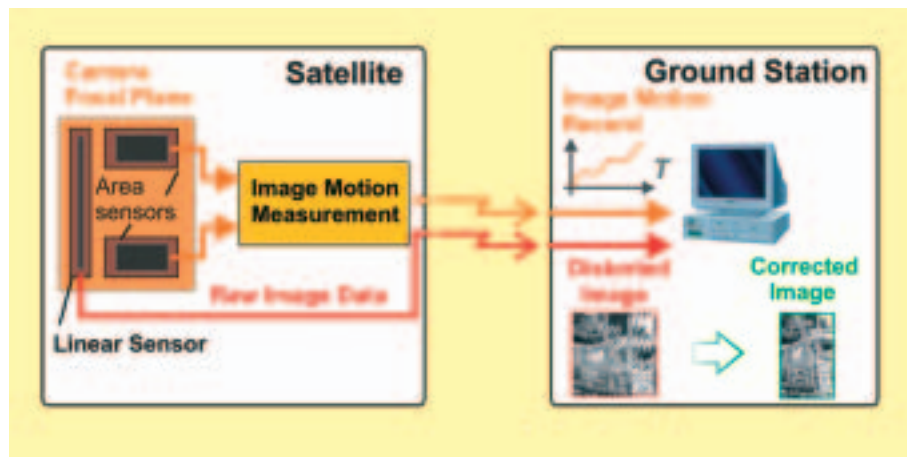 Satellite
Camera
Focal Plane
Area
sensors
Image Motion
Measurement
Raw Image Data
Linear Sensor
Ground Station
Image Motion
Record
T
Distorted
Image
Corrected
Image